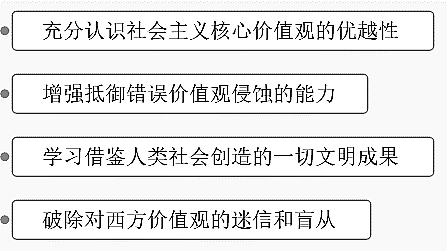 充分认识社会主义核心价值观的优越性
增强抵御错误价值观侵蚀的能力
学习借鉴人类社会创造的一切文明成果
破除对西方价值观的迷信和盲从